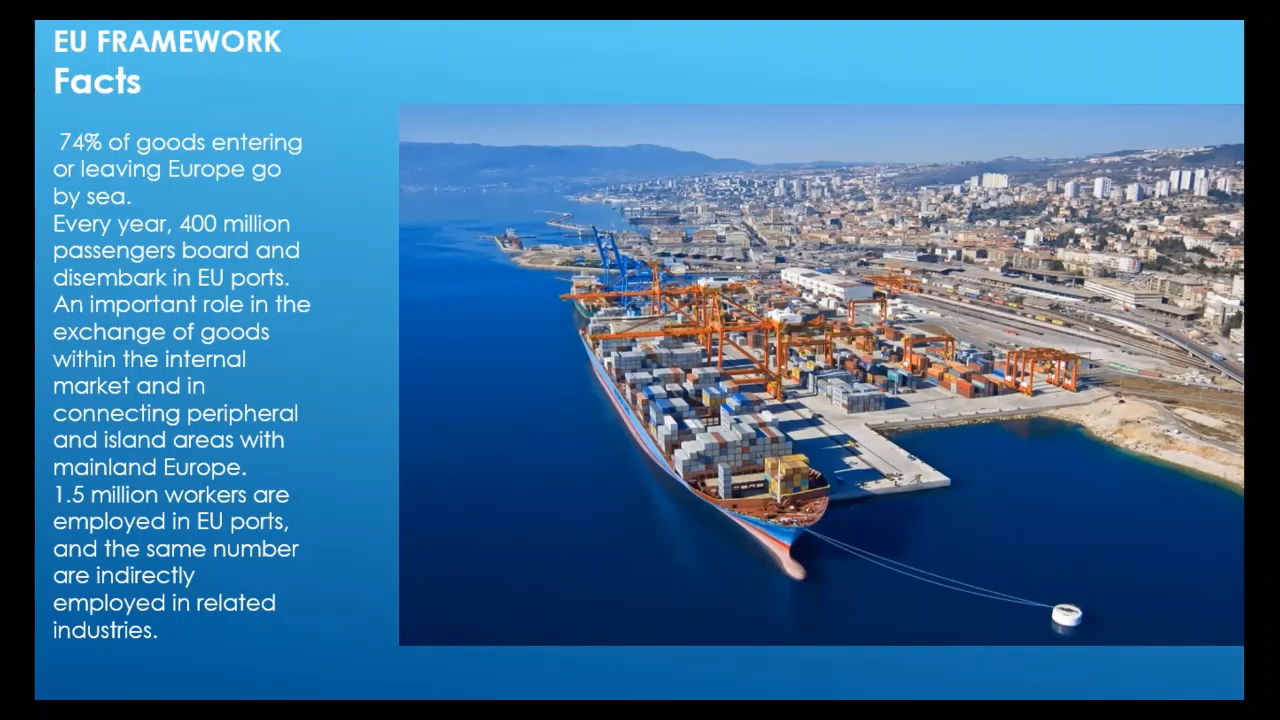 EU FRAMEWORK
Facts
74% of goods entering
or leaving Europe go
by sea.
Every year, 400 million
passengers board and
disembark in EU ports.
An important role in the
exchange of goods
within the internal
market and in
connecting peripheral
and island areas with
mainland Europe.
1.5 million workers are
employed in EU ports,
and the same number
are indirectly
employed in related
industries.